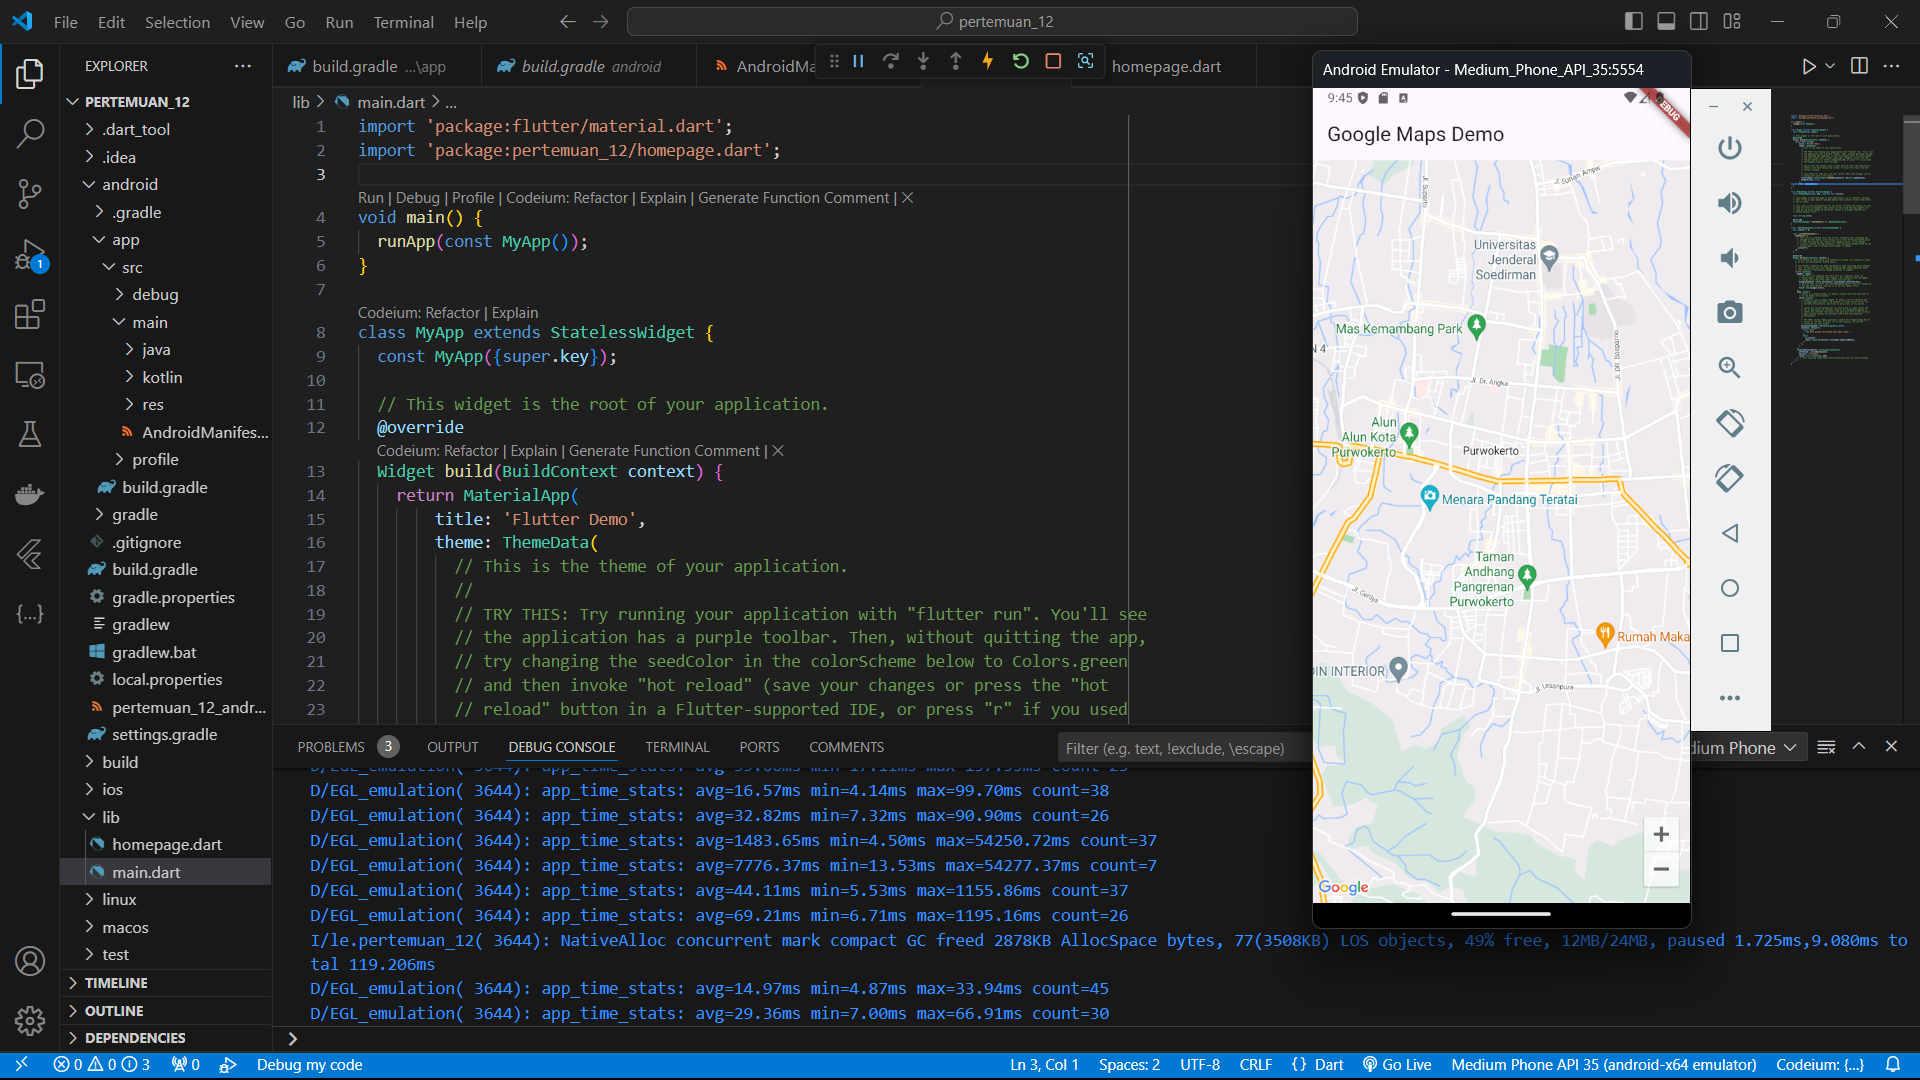 File Edit Selection View Go Run Terminal Help
pertemuan_12
EXPLORER
PERTEMUAN_12
.dart_tool
.idea
android
.gradle
app
src
debug
main
java
kotlin
res
AndroidManifes...
profile
build.gradle
gradle
.gitignore
build.gradle
gradle.properties
gradlew
gradlew.bat
local.properties
pertemuan_12_andr...
settings.gradle
build
ios
lib
homepage.dart
main.dart
linux
macos
test
TIMELINE
OUTLINE
DEPENDENCIES
1
build.gradle ...\app
build.gradle android
AndroidMa
homepage.dart
lib > main.dart > ...
1 import 'package:flutter/material.dart';
2 import 'package:pertemuan_12/homepage.dart';
3
Run | Debug | Profile | Codeium: Refactor | Explain | Generate Function Comment | ×
4 void main() {
5 runApp(const MyApp());
6 }
7
Codeium: Refactor | Explain
8 class MyApp extends StatelessWidget {
9 const MyApp({super.key});
10
11 // This widget is the root of your application.
12 @override
Codeium: Refactor | Explain | Generate Function Comment | ×
13 Widget build(BuildContext context) {
14 return MaterialApp(
15 title: 'Flutter Demo',
16 theme: ThemeData(
17 // This is the theme of your application.
18 //
19 // TRY THIS: Try running your application with "flutter run". You'll see
20 // the application has a purple toolbar. Then, without quitting the app,
21 // try changing the seedColor in the colorScheme below to Colors.green
22 // and then invoke "hot reload" (save your changes or press the "hot
23 // reload" button in a Flutter-supported IDE, or press "r" if you used
PROBLEMS 3 OUTPUT DEBUG CONSOLE TERMINAL PORTS COMMENTS
Filter (e.g. text, !exclude, \escape)
dium Phone
D/EGL_emulation( 3644): app_time_stats: avg=16.57ms min=4.14ms max=99.70ms count=38
D/EGL_emulation( 3644): app_time_stats: avg=32.82ms min=7.32ms max=90.90ms count=26
D/EGL_emulation( 3644): app_time_stats: avg=1483.65ms min=4.50ms max=54250.72ms count=37
D/EGL_emulation( 3644): app_time_stats: avg=7776.37ms min=13.53ms max=54277.37ms count=7
D/EGL_emulation( 3644): app_time_stats: avg=44.11ms min=5.53ms max=1155.86ms count=37
D/EGL_emulation( 3644): app_time_stats: avg=69.21ms min=6.71ms max=1195.16ms count=26
I/le.pertemuan_12( 3644): NativeAlloc concurrent mark compact GC freed 2878KB AllocSpace bytes, 77(3508KB) LOS objects, 49% free, 12MB/24MB, paused 1.725ms,9.080ms to
tal 119.206ms
D/EGL_emulation( 3644): app_time_stats: avg=14.97ms min=4.87ms max=33.94ms count=45
D/EGL_emulation( 3644): app_time_stats: avg=29.36ms min=7.00ms max=66.91ms count=30
Android Emulator - Medium_Phone_API_35:5554
9:45
Google Maps Demo
Jl. Sunan Ampel
Jl. Suparto
Universitas
Jenderal
Soedirman
Mas Kemambang Park
N 4
Jl. DR. Soeparno
Jl. Dr. Angka
Alun
Alun Kota
Purwokerto
Purwokerto
Menara Pandang Teratai
Taman
Andhang
Pangrenan
Purwokerto
Jl. Gerilya
Rumah Maka
IN INTERIOR
Jl. Lesanpura
Google
0 0 3 0 Debug my code
Ln 3, Col 1 Spaces: 2 UTF-8 CRLF {} Dart Go Live Medium Phone API 35 (android-x64 emulator) Codeium: {...}